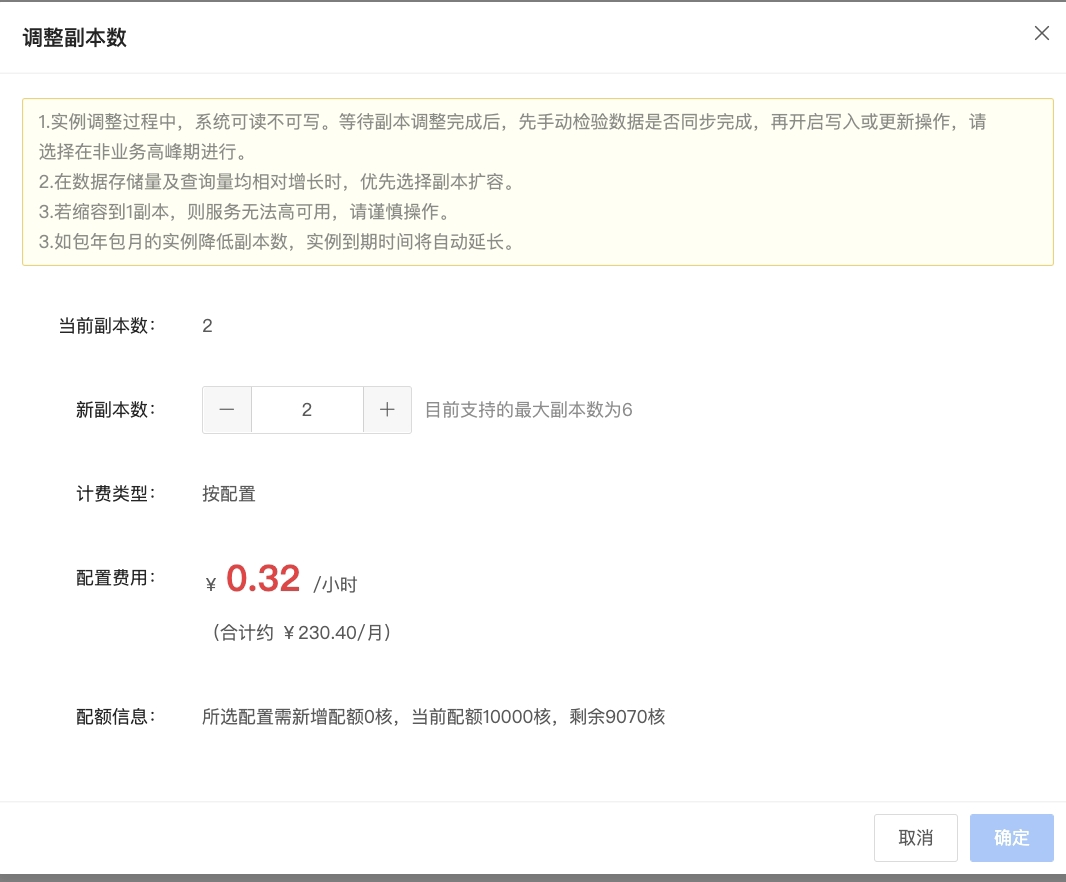 调整副本数
1.实例调整过程中，系统可读不可写。等待副本调整完成后，先手动检验数据是否同步完成，再开启写入或更新操作，请
选择在非业务高峰期进行。
2.在数据存储量及查询量均相对增长时，优先选择副本扩容。
3.若缩容到1副本，则服务无法高可用，请谨慎操作。
3.如包年包月的实例降低副本数，实例到期时间将自动延长。
当前副本数： 2
新副本数： — 2 + 目前支持的最大副本数为6
计费类型： 按配置
配置费用： ¥ 0.32 /小时
（合计约 ¥230.40/月）
配额信息： 所选配置需新增配额0核，当前配额10000核，剩余9070核
取消 确定